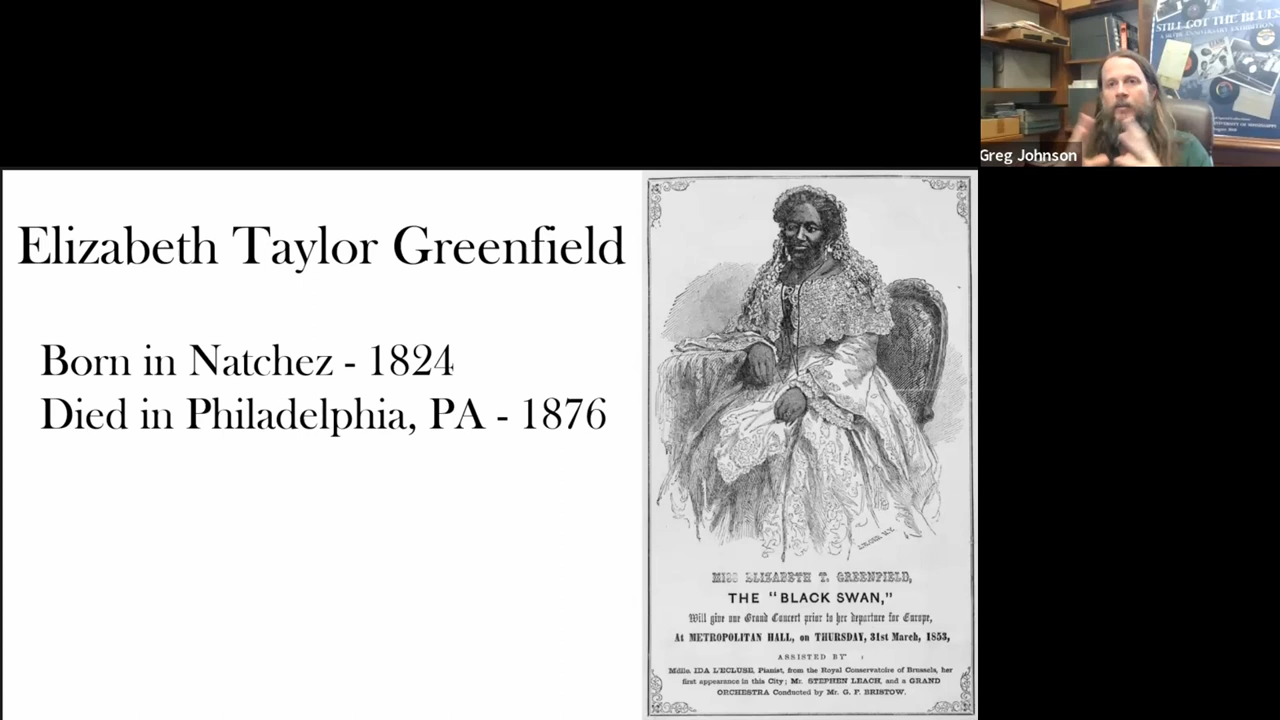 Elizabeth Taylor Greenfield
Born in Natchez - 1824
Died in Philadelphia, PA - 1876
MISS ELIZABETH T. GREENFIELD,
THE "BLACK SWAN,"
Will give one Grand Concert prior to her departure for Europe,
At METROPOLITAN HALL, on THURSDAY, 31st March, 1853,
ASSISTED BY
Mdlle. IDA L'ECLUSE, Pianist, from the Royal Conservatoire of Brussels, her
first appearance in this City; Mr. STEPHEN LEACH, and a GRAND
ORCHESTRA Conducted by Mr. G. F. BRISTOW.
STILL GOT THE BLUES
Greg Johnson